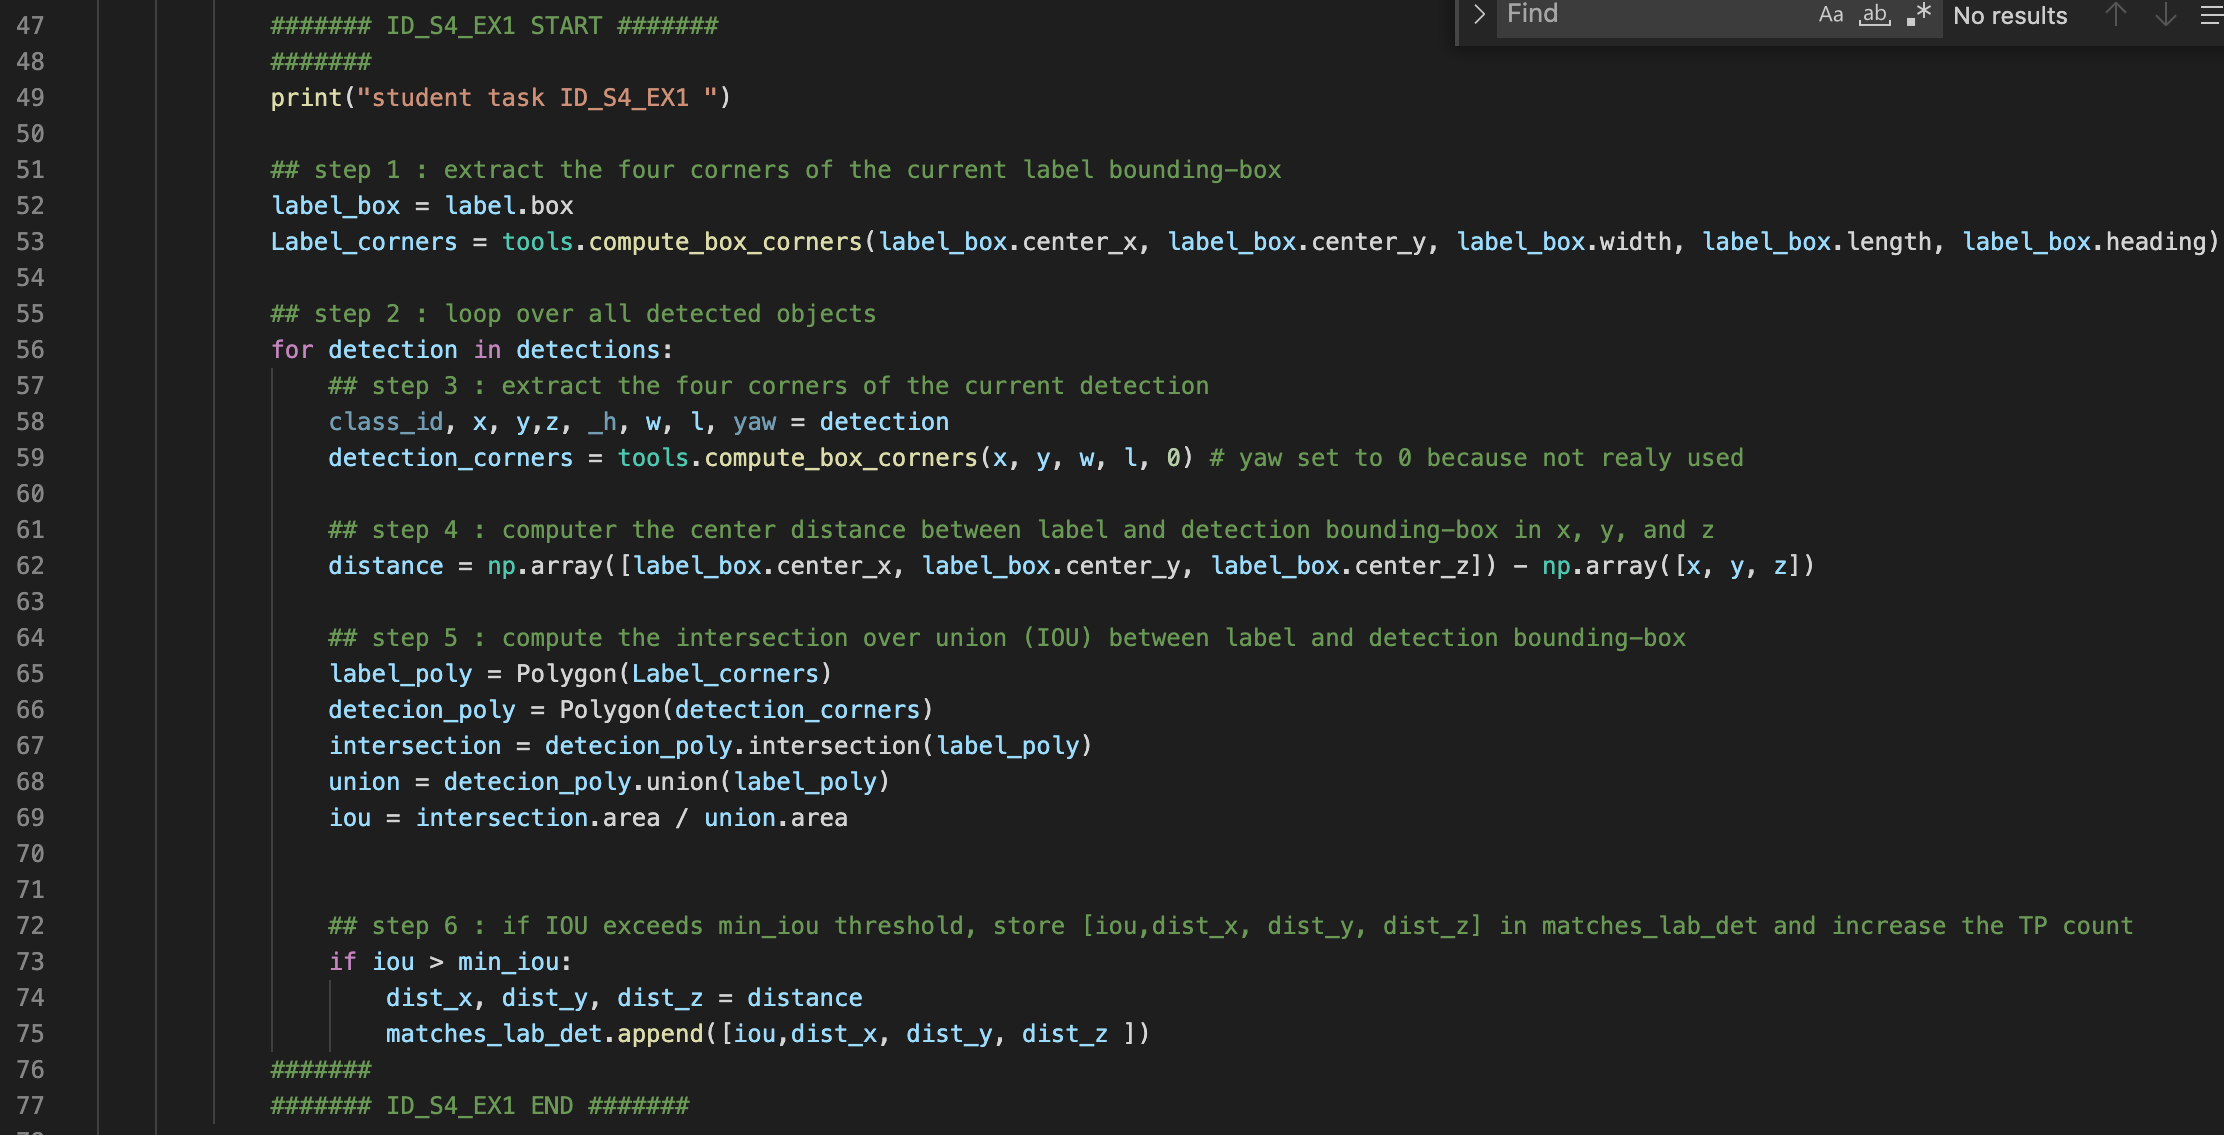 Find Aa ab .* No results
47 ####### ID_S4_EX1 START #######
48 #######
49 print("student task ID_S4_EX1 ")
50
51 ## step 1 : extract the four corners of the current label bounding-box
52 label_box = label.box
53 Label_corners = tools.compute_box_corners(label_box.center_x, label_box.center_y, label_box.width, label_box.length, label_box.heading)
54
55 ## step 2 : loop over all detected objects
56 for detection in detections:
57 ## step 3 : extract the four corners of the current detection
58 class_id, x, y,z, _h, w, l, yaw = detection
59 detection_corners = tools.compute_box_corners(x, y, w, l, 0) # yaw set to 0 because not realy used
60
61 ## step 4 : computer the center distance between label and detection bounding-box in x, y, and z
62 distance = np.array([label_box.center_x, label_box.center_y, label_box.center_z]) - np.array([x, y, z])
63
64 ## step 5 : compute the intersection over union (IOU) between label and detection bounding-box
65 label_poly = Polygon(Label_corners)
66 detecion_poly = Polygon(detection_corners)
67 intersection = detecion_poly.intersection(label_poly)
68 union = detecion_poly.union(label_poly)
69 iou = intersection.area / union.area
70
71
72 ## step 6 : if IOU exceeds min_iou threshold, store [iou,dist_x, dist_y, dist_z] in matches_lab_det and increase the TP count
73 if iou > min_iou:
74 dist_x, dist_y, dist_z = distance
75 matches_lab_det.append([iou,dist_x, dist_y, dist_z ])
76 #######
77 ####### ID_S4_EX1 END #######